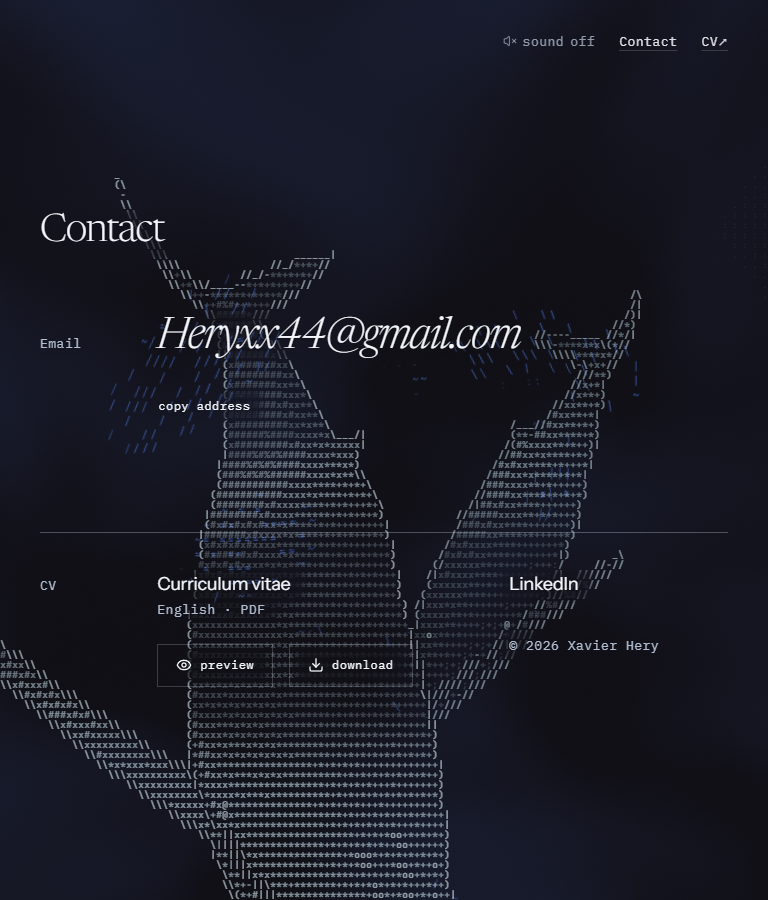 sound off Contact CV↗
Contact
Email
Heryxx44@gmail.com
copy address
CV
Curriculum vitae
English · PDF
preview
download
LinkedIn
© 2026 Xavier Hery